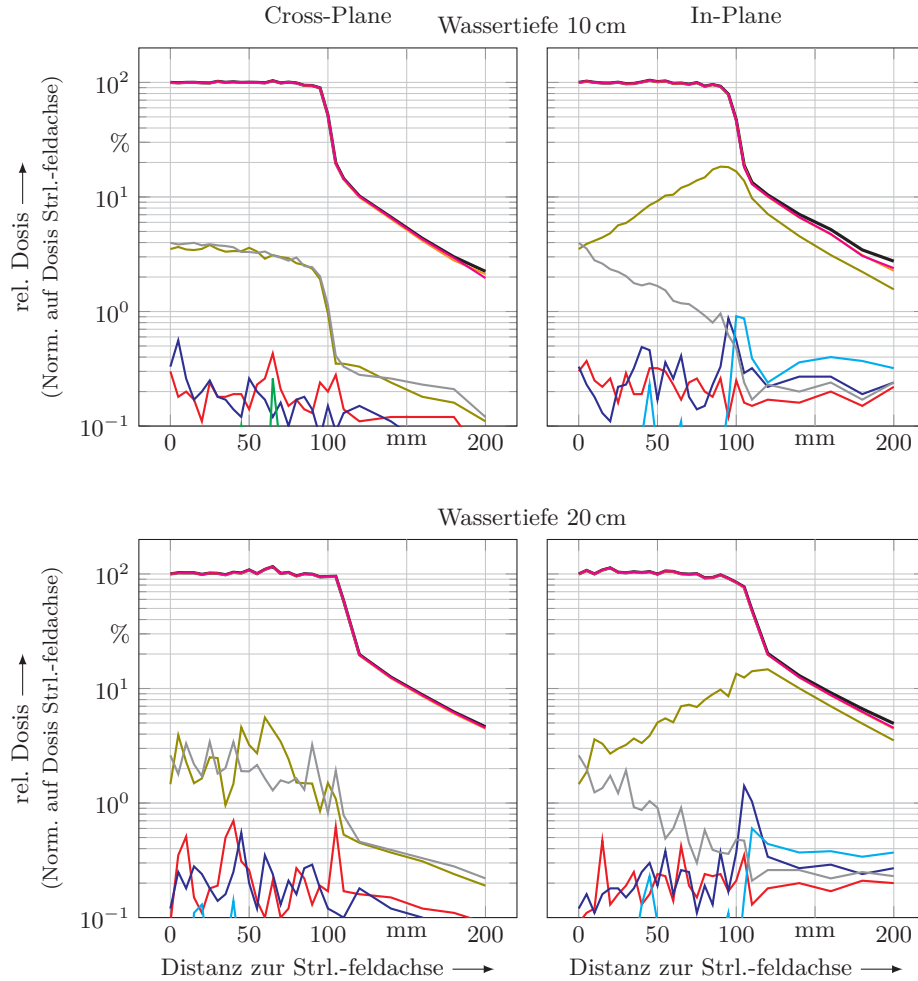 Cross-Plane
In-Plane
Wassertiefe 10 cm
10²
%
10¹
10⁰
10⁻¹
rel. Dosis ⟶
(Norm. auf Dosis Strl.-feldachse)
0 50 100 mm 200
0 50 100 mm 200
Wassertiefe 20 cm
10²
%
10¹
10⁰
10⁻¹
rel. Dosis ⟶
(Norm. auf Dosis Strl.-feldachse)
0 50 100 mm 200
0 50 100 mm 200
Distanz zur Strl.-feldachse ⟶
Distanz zur Strl.-feldachse ⟶